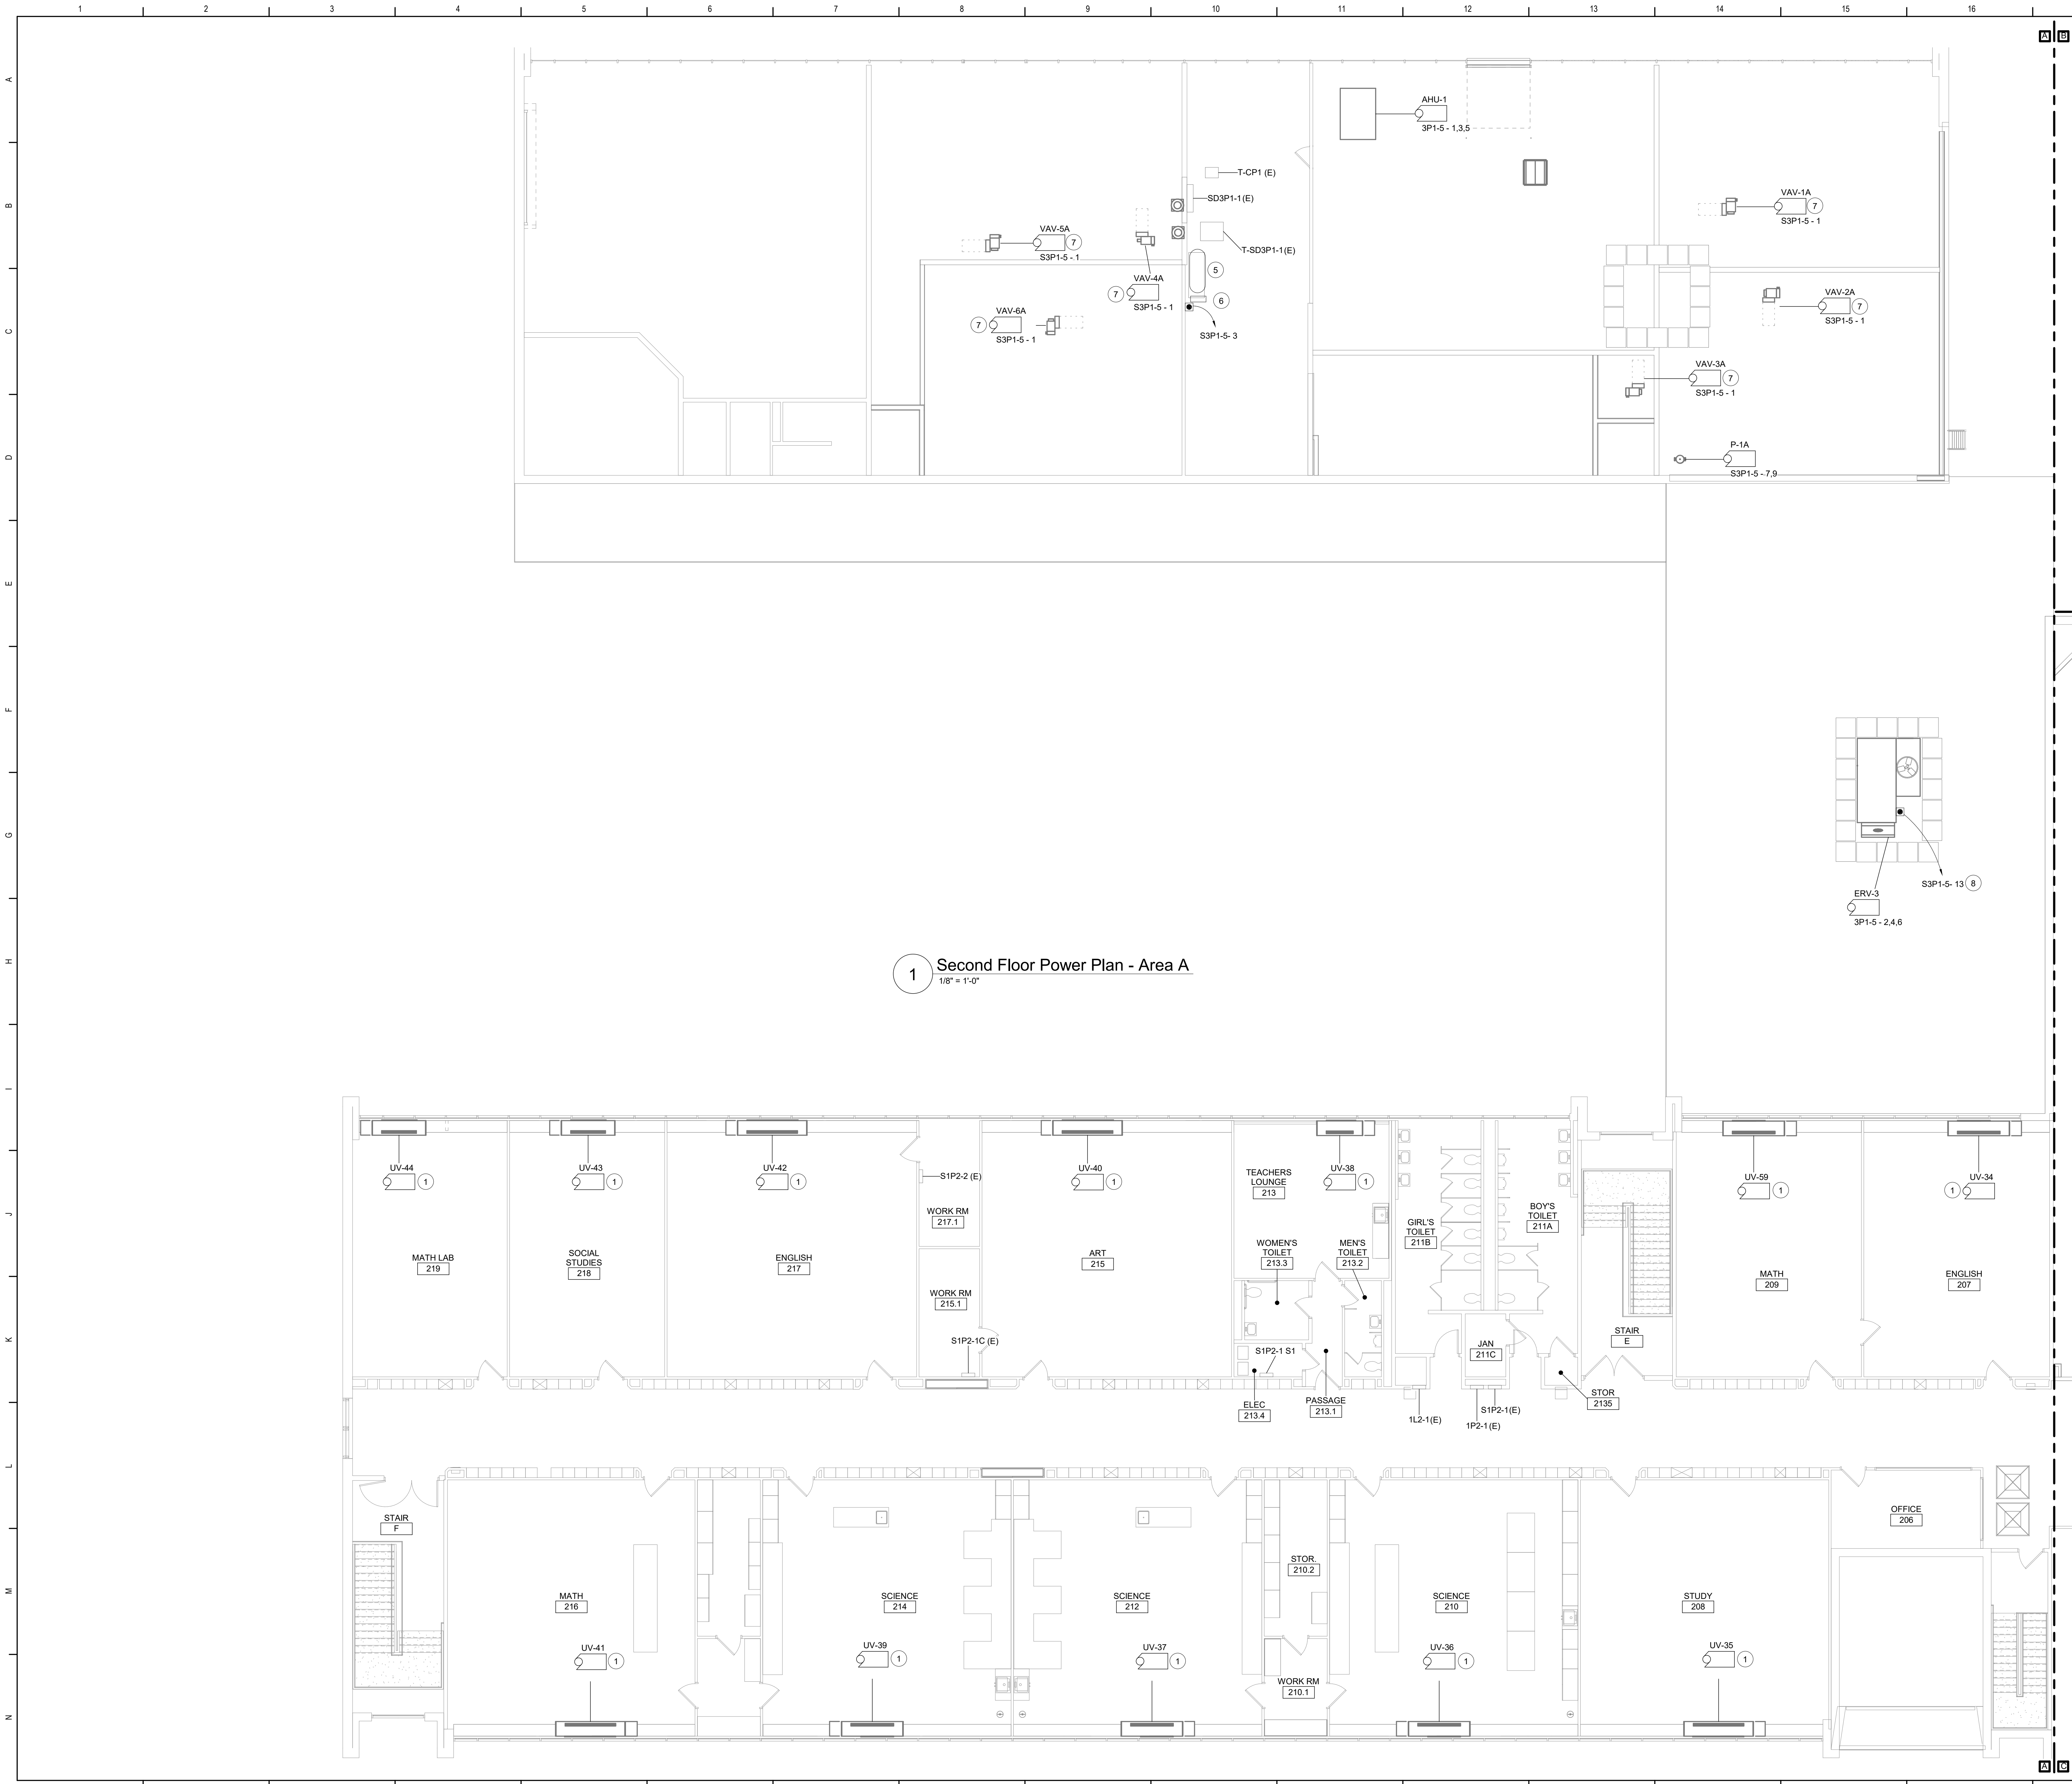 1 2 3 4 5 6 7 8 9 10 11 12 13 14 15 16
A
B
C
D
E
F
G
H
I
J
K
L
M
N
A B
AHU-1
3P1-5 - 1,3,5
T-CP1 (E)
SD3P1-1(E)
T-SD3P1-1(E)
VAV-1A
7
S3P1-5 - 1
VAV-5A
7
S3P1-5 - 1
VAV-4A
7
S3P1-5 - 1
5
6
S3P1-5- 3
VAV-6A
7
S3P1-5 - 1
VAV-2A
7
S3P1-5 - 1
VAV-3A
7
S3P1-5 - 1
P-1A
S3P1-5 - 7,9
S3P1-5- 13 8
ERV-3
3P1-5 - 2,4,6
1
Second Floor Power Plan - Area A
1/8" = 1'-0"
UV-44
1
UV-43
1
UV-42
1
S1P2-2 (E)
UV-40
1
UV-38
1
UV-59
1
UV-34
1
TEACHERS
LOUNGE
213
WORK RM
217.1
GIRL'S
TOILET
211B
BOY'S
TOILET
211A
MATH LAB
219
SOCIAL
STUDIES
218
ENGLISH
217
ART
215
WOMEN'S
TOILET
213.3
MEN'S
TOILET
213.2
MATH
209
ENGLISH
207
WORK RM
215.1
S1P2-1C (E)
S1P2-1 S1
JAN
211C
STAIR
E
ELEC
213.4
PASSAGE
213.1
1L2-1(E)
1P2-1(E)
S1P2-1(E)
STOR
2135
STAIR
F
OFFICE
206
STOR.
210.2
MATH
216
SCIENCE
214
SCIENCE
212
SCIENCE
210
STUDY
208
UV-41
1
UV-39
1
UV-37
1
UV-36
1
UV-35
1
WORK RM
210.1
A C